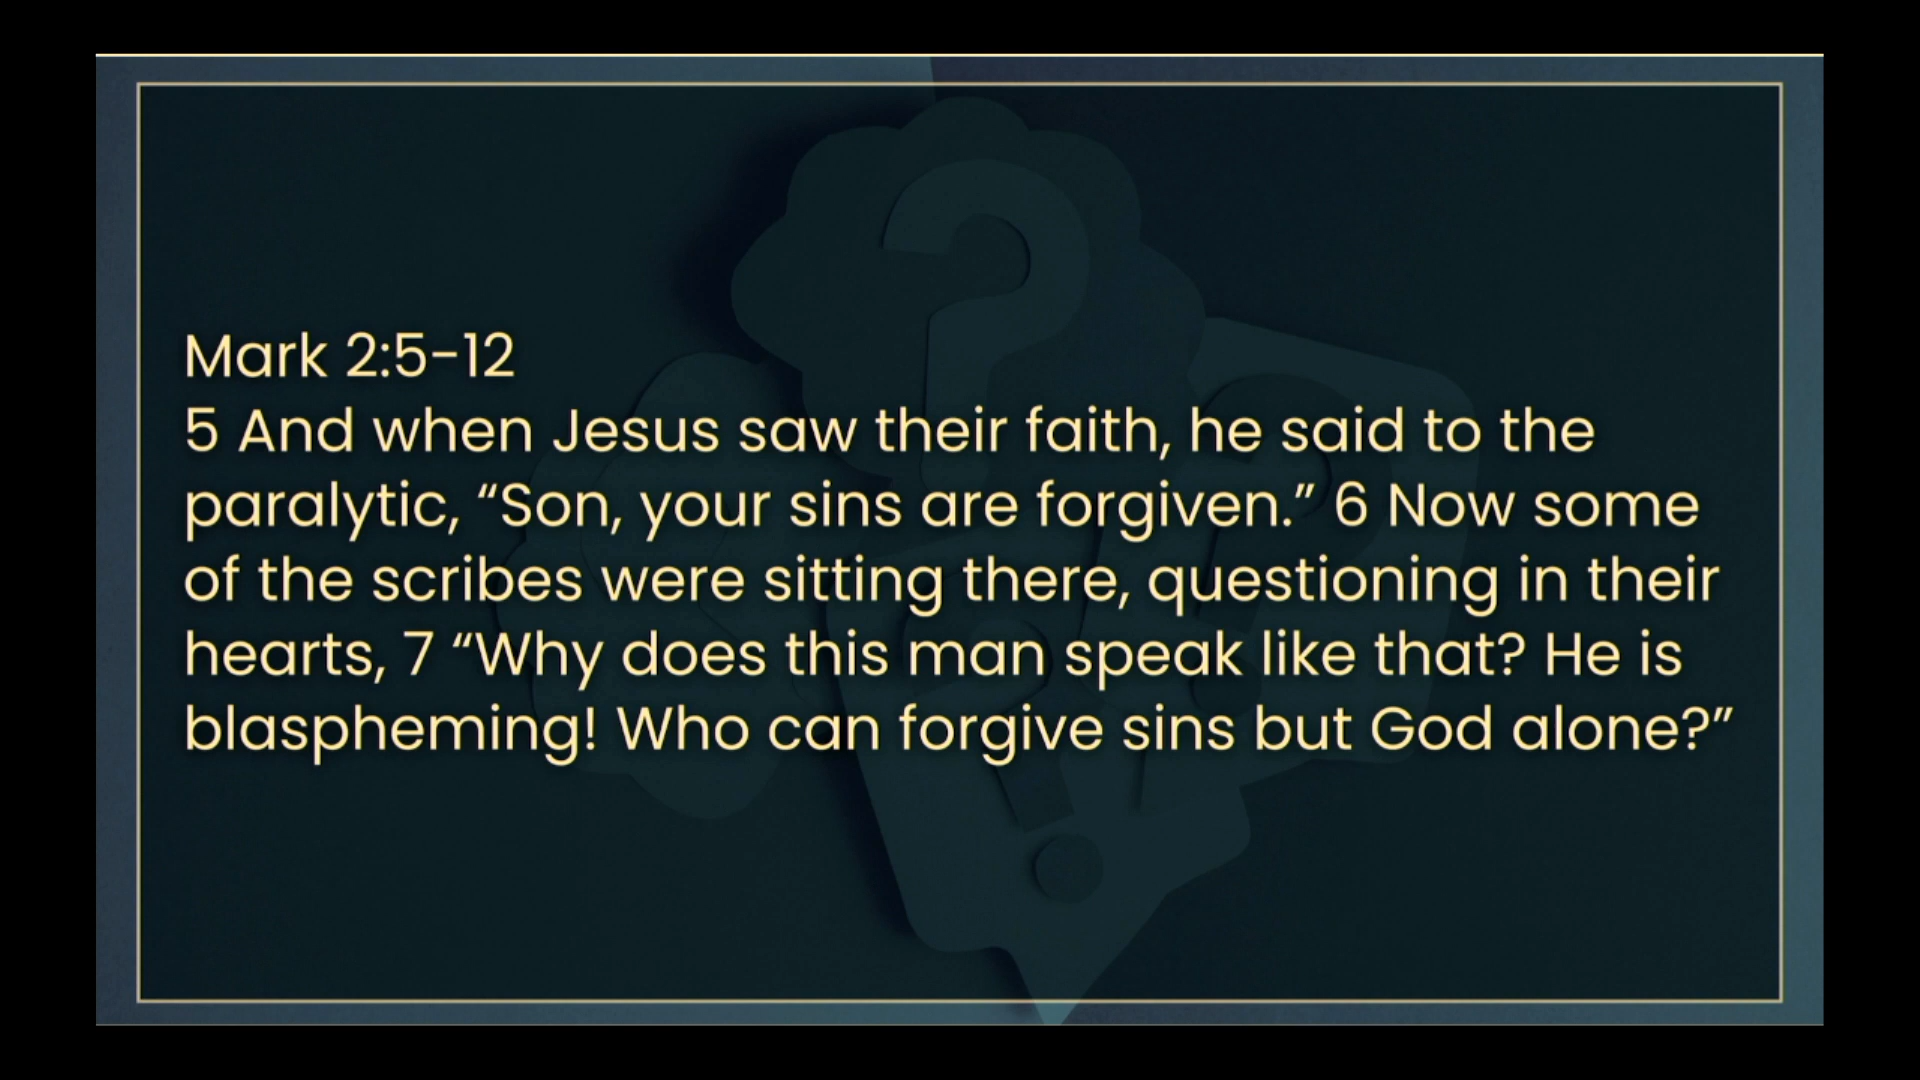 Mark 2:5-12
5 And when Jesus saw their faith, he said to the
paralytic, “Son, your sins are forgiven.” 6 Now some
of the scribes were sitting there, questioning in their
hearts, 7 “Why does this man speak like that? He is
blaspheming! Who can forgive sins but God alone?”